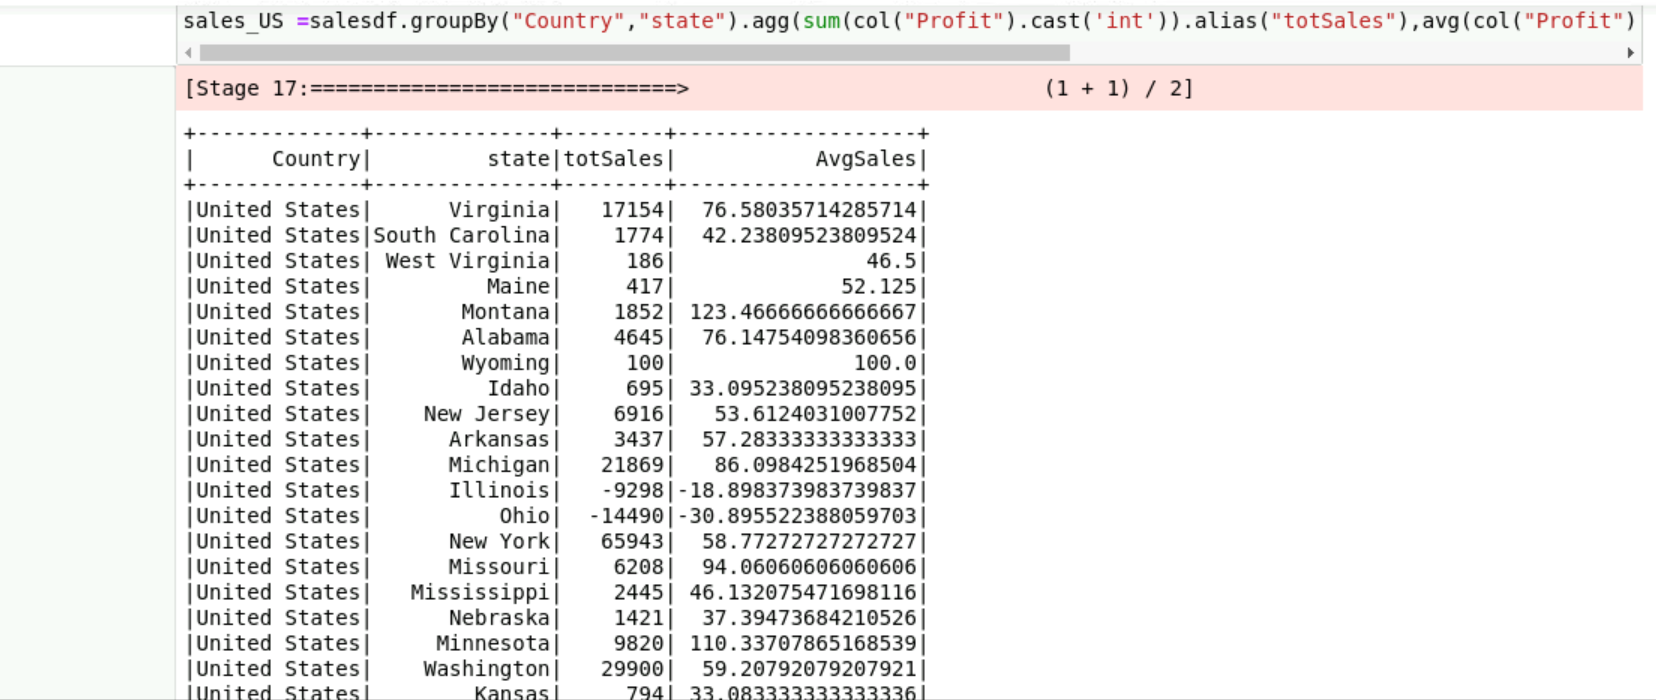 sales_US =salesdf.groupBy("Country","state").agg(sum(col("Profit").cast('int')).alias("totSales"),avg(col("Profit")
[Stage 17:=============================>                            (1 + 1) / 2]
+-------------+--------------+--------+-------------------+
|      Country|         state|totSales|           AvgSales|
+-------------+--------------+--------+-------------------+
|United States|      Virginia|   17154|  76.58035714285714|
|United States|South Carolina|    1774|  42.23809523809524|
|United States| West Virginia|     186|               46.5|
|United States|         Maine|     417|             52.125|
|United States|       Montana|    1852| 123.46666666666667|
|United States|       Alabama|    4645|  76.14754098360656|
|United States|       Wyoming|     100|              100.0|
|United States|         Idaho|     695| 33.095238095238095|
|United States|    New Jersey|    6916|   53.6124031007752|
|United States|      Arkansas|    3437|  57.28333333333333|
|United States|      Michigan|   21869|   86.0984251968504|
|United States|      Illinois|   -9298|-18.898373983739837|
|United States|          Ohio|  -14490|-30.895522388059703|
|United States|      New York|   65943|  58.77272727272727|
|United States|      Missouri|    6208|  94.06060606060606|
|United States|   Mississippi|    2445| 46.132075471698116|
|United States|      Nebraska|    1421|  37.39473684210526|
|United States|     Minnesota|    9820| 110.33707865168539|
|United States|    Washington|   29900|  59.20792079207921|
|United States|        Kansas|     794| 33.083333333333336|